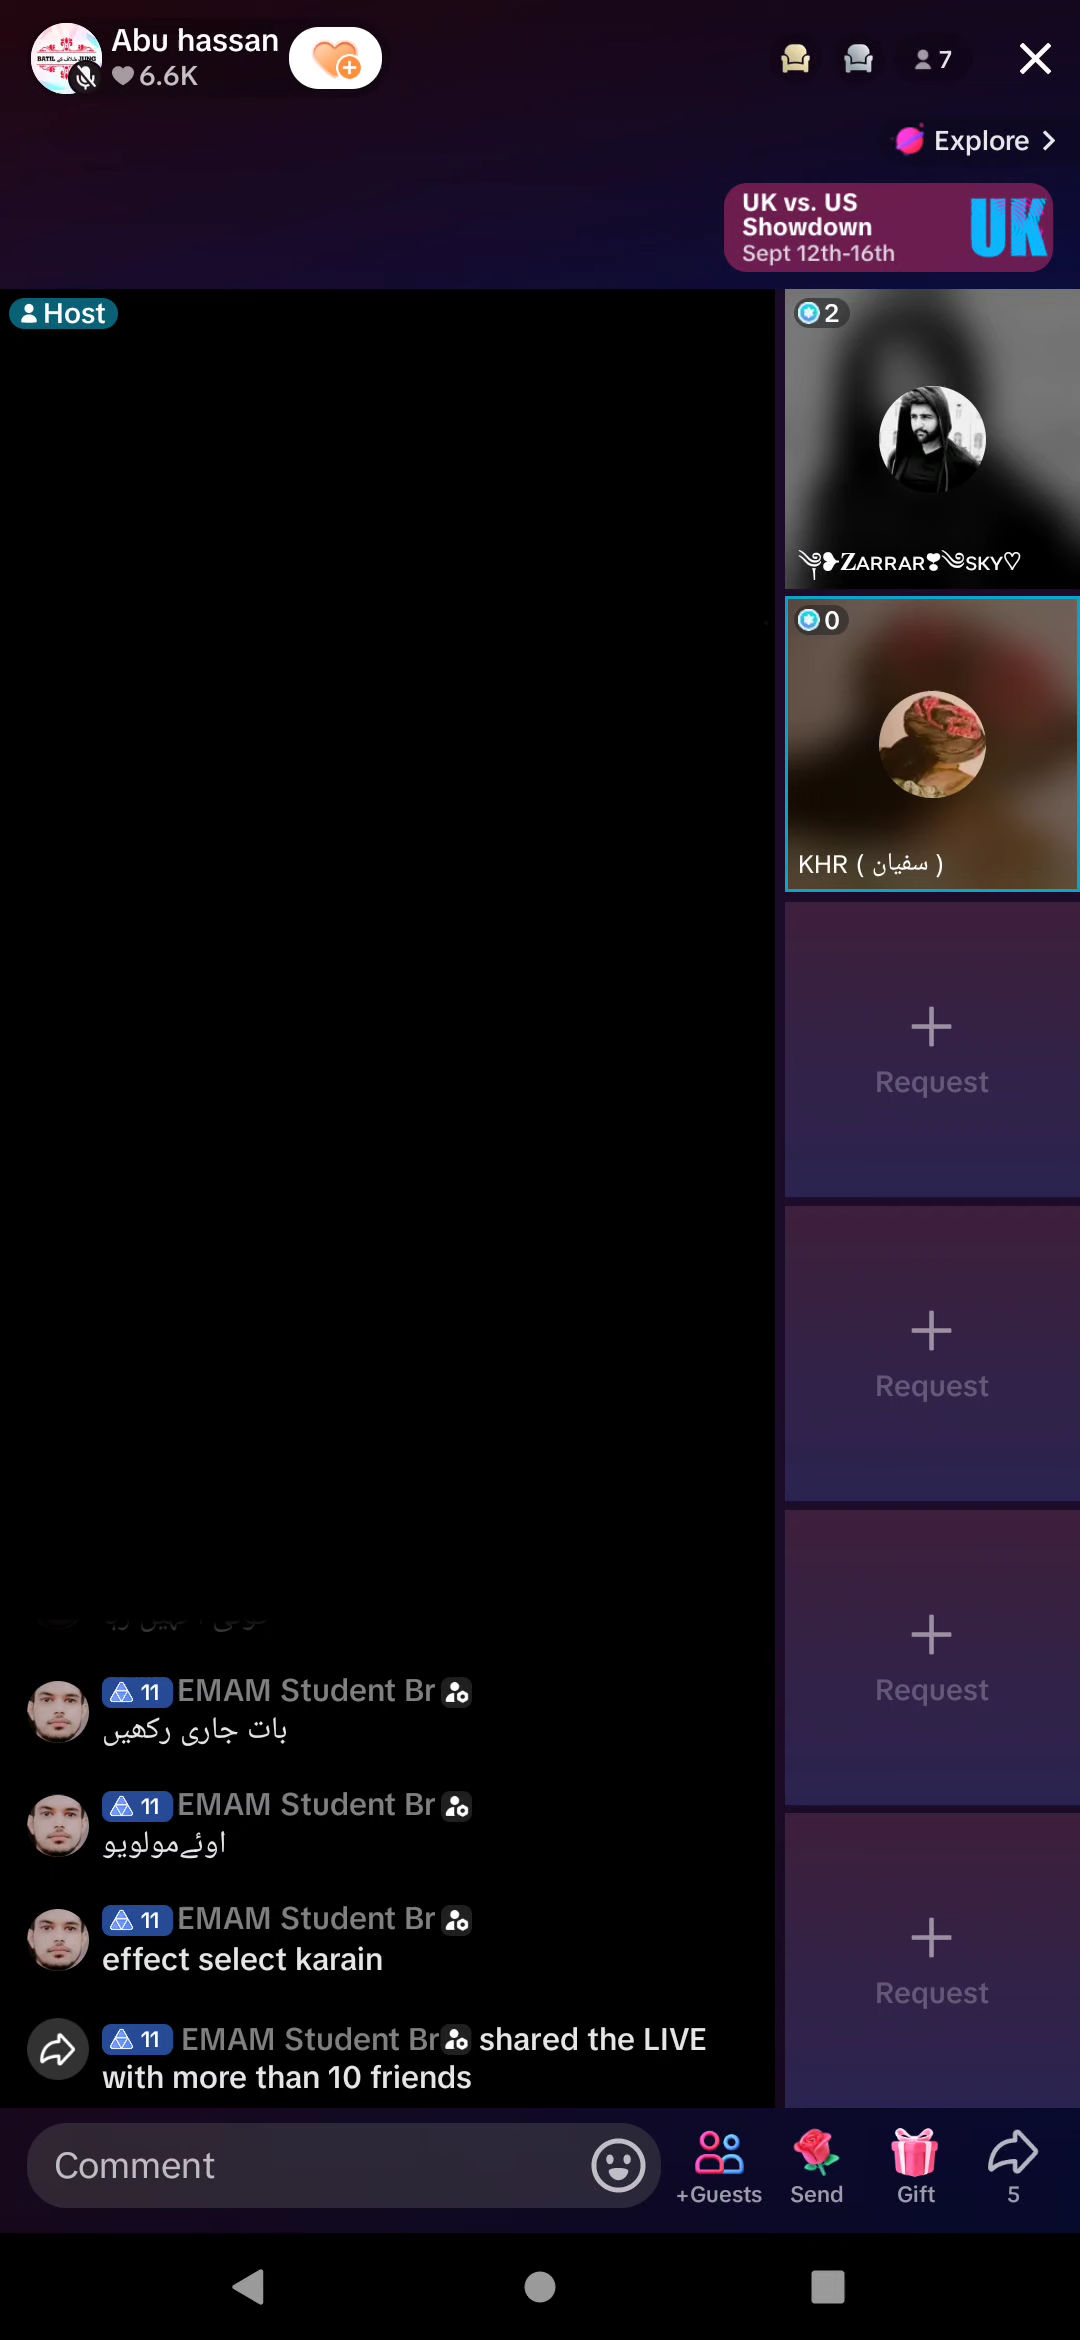 Abu hassan
6.6K
7
Explore
UK vs. US
Showdown
Sept 12th-16th
UK
Host
2
ZARRAR SKY♡
0
KHR ( سفیان )
+
Request
+
Request
+
Request
+
Request
11 EMAM Student Br
بات جاری رکھیں
11 EMAM Student Br
اوئےمولویو
11 EMAM Student Br
effect select karain
11 EMAM Student Br shared the LIVE
with more than 10 friends
Comment
+Guests
Send
Gift
5